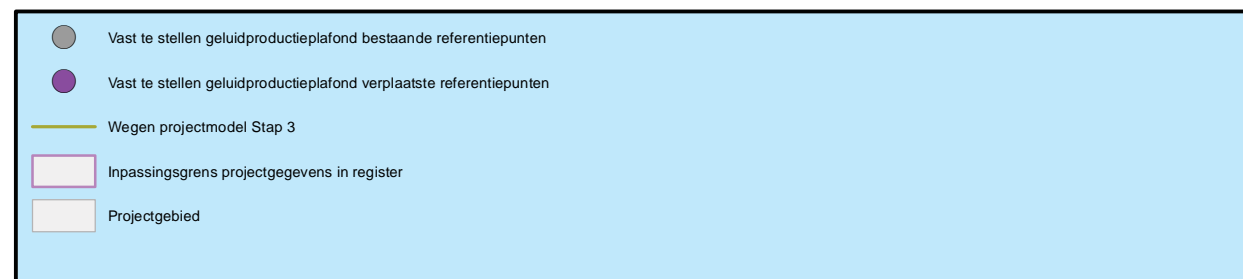 Vast te stellen geluidproductieplafond bestaande referentiepunten
Vast te stellen geluidproductieplafond verplaatste referentiepunten
Wegen projectmodel Stap 3
Inpassingsgrens projectgegevens in register
Projectgebied